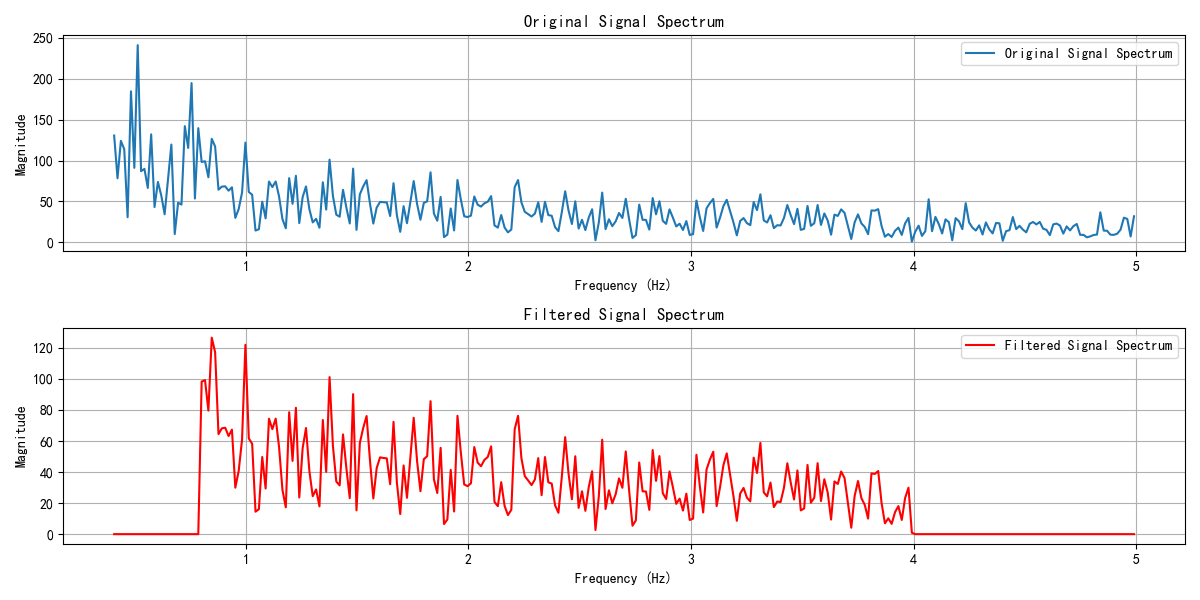 Original Signal Spectrum
250
200
150
100
50
0
Magnitude
Original Signal Spectrum
1 2 3 4 5
Frequency (Hz)
Filtered Signal Spectrum
120
100
80
60
40
20
0
Magnitude
Filtered Signal Spectrum
1 2 3 4 5
Frequency (Hz)